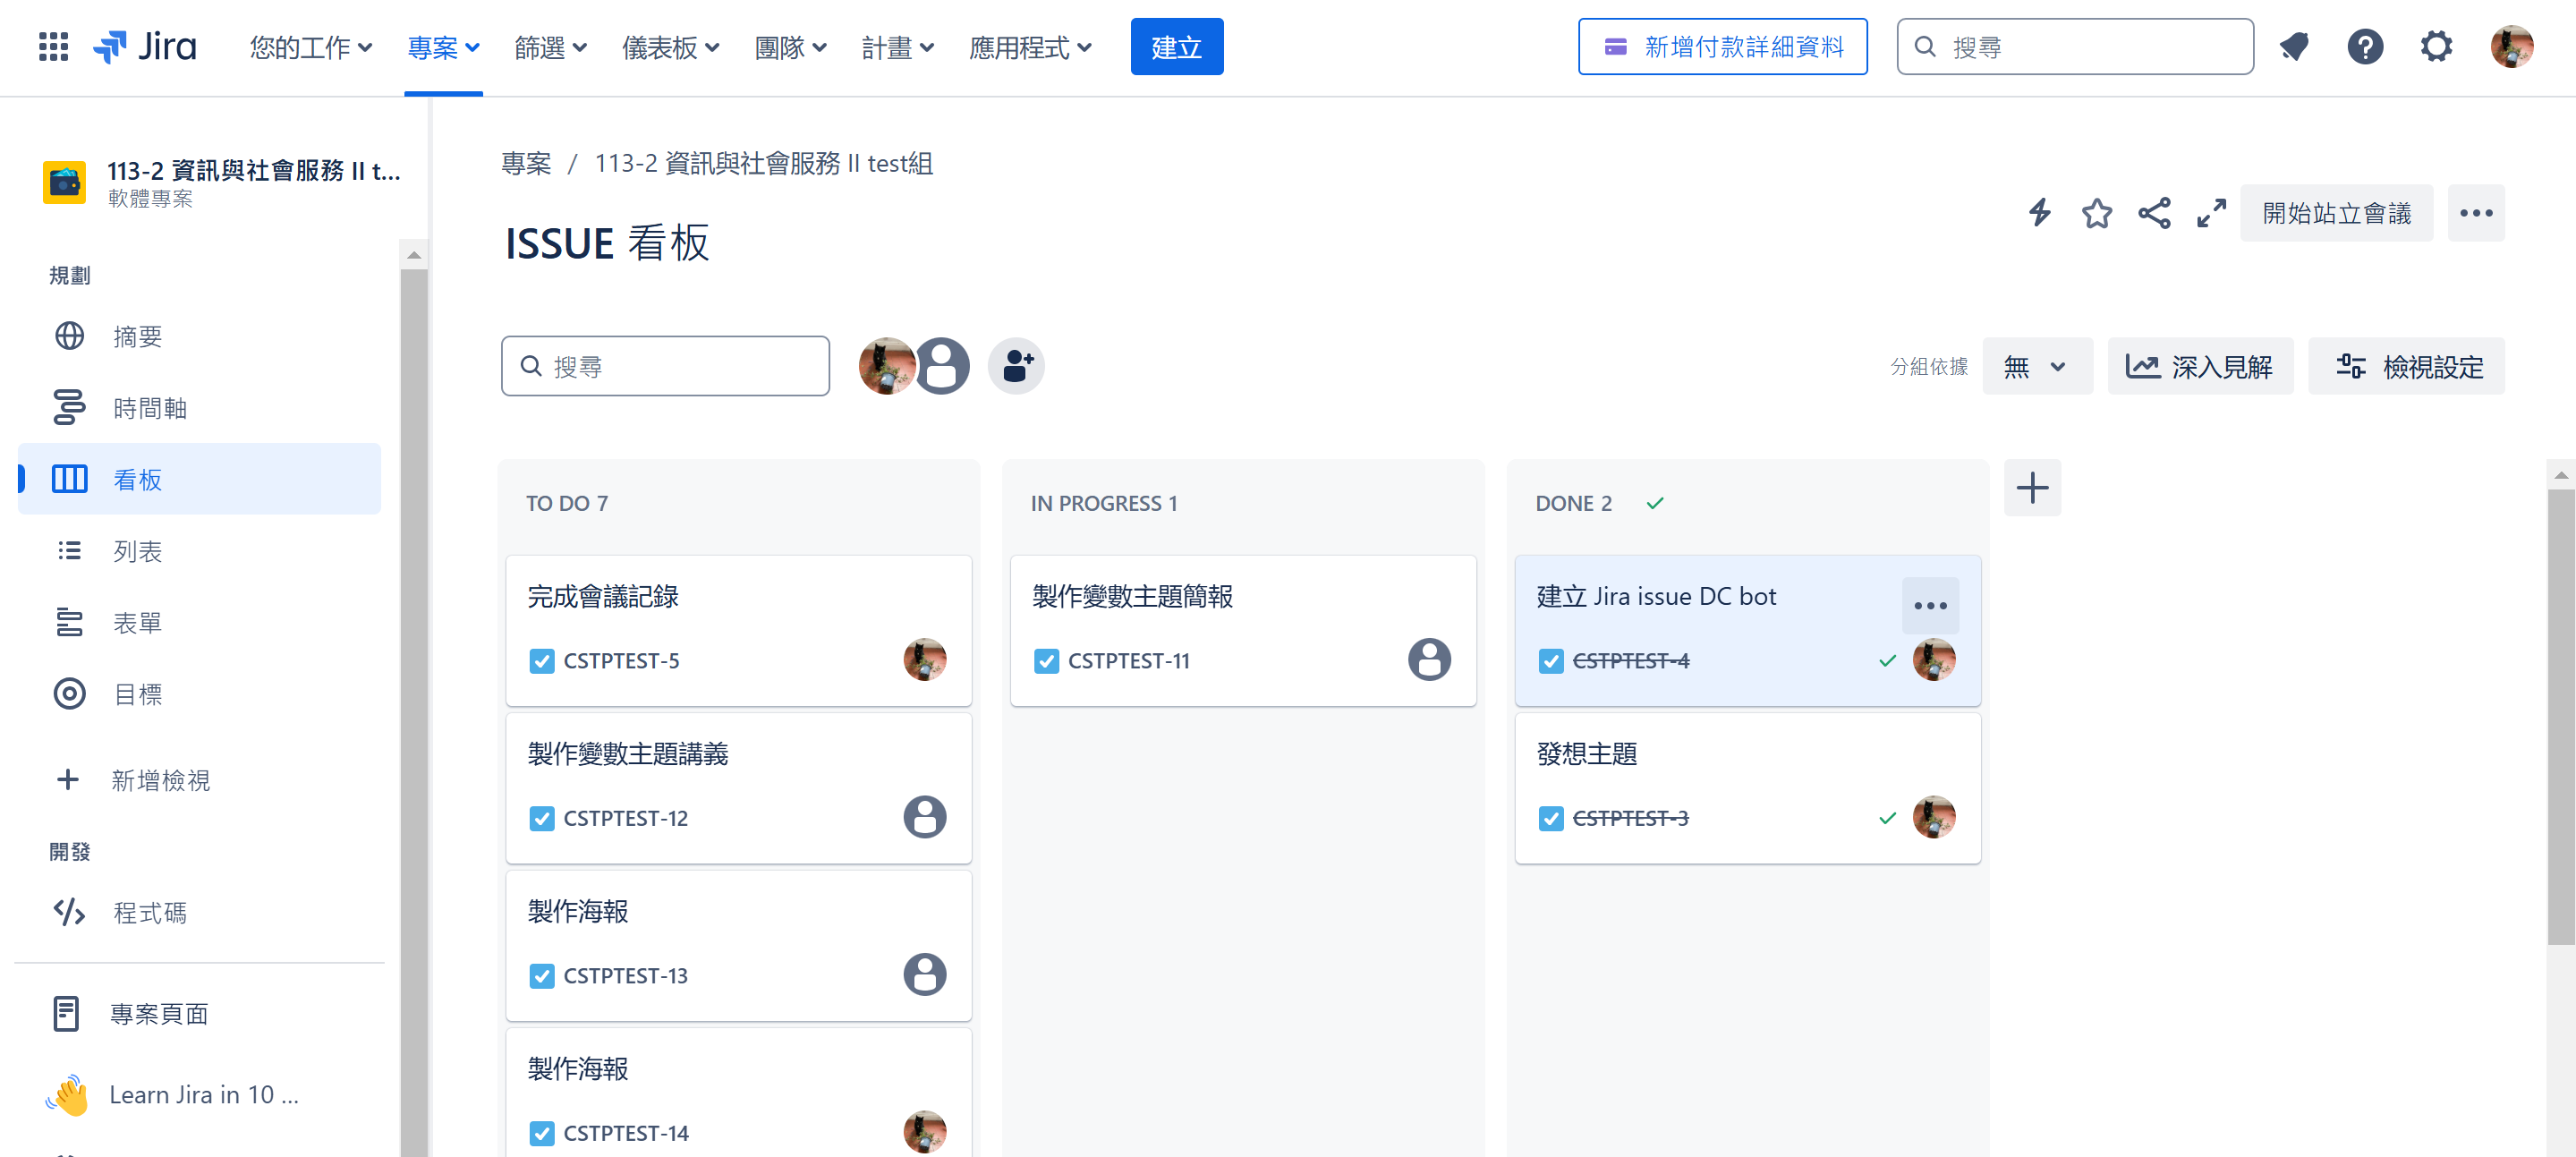 Jira 您的工作 專案 篩選 儀表板 團隊 計畫 應用程式 建立 新增付款詳細資料 搜尋
113-2 資訊與社會服務 II t...
軟體專案
規劃
摘要
時間軸
看板
列表
表單
目標
新增檢視
開發
程式碼
專案頁面
Learn Jira in 10 ...
專案 / 113-2 資訊與社會服務 II test組
ISSUE 看板
開始站立會議
搜尋
分組依據 無 深入見解 檢視設定
TO DO 7
完成會議記錄
CSTPTEST-5
製作變數主題講義
CSTPTEST-12
製作海報
CSTPTEST-13
製作海報
CSTPTEST-14
IN PROGRESS 1
製作變數主題簡報
CSTPTEST-11
DONE 2
建立 Jira issue DC bot
CSTPTEST-4
發想主題
CSTPTEST-3